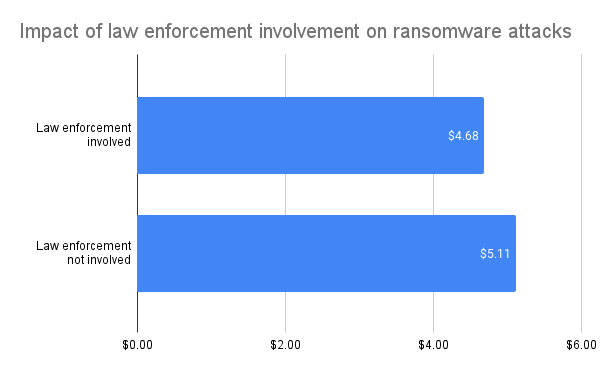 Impact of law enforcement involvement on ransomware attacks
Law enforcement
involved
$4.68
Law enforcement
not involved
$5.11
$0.00
$2.00
$4.00
$6.00